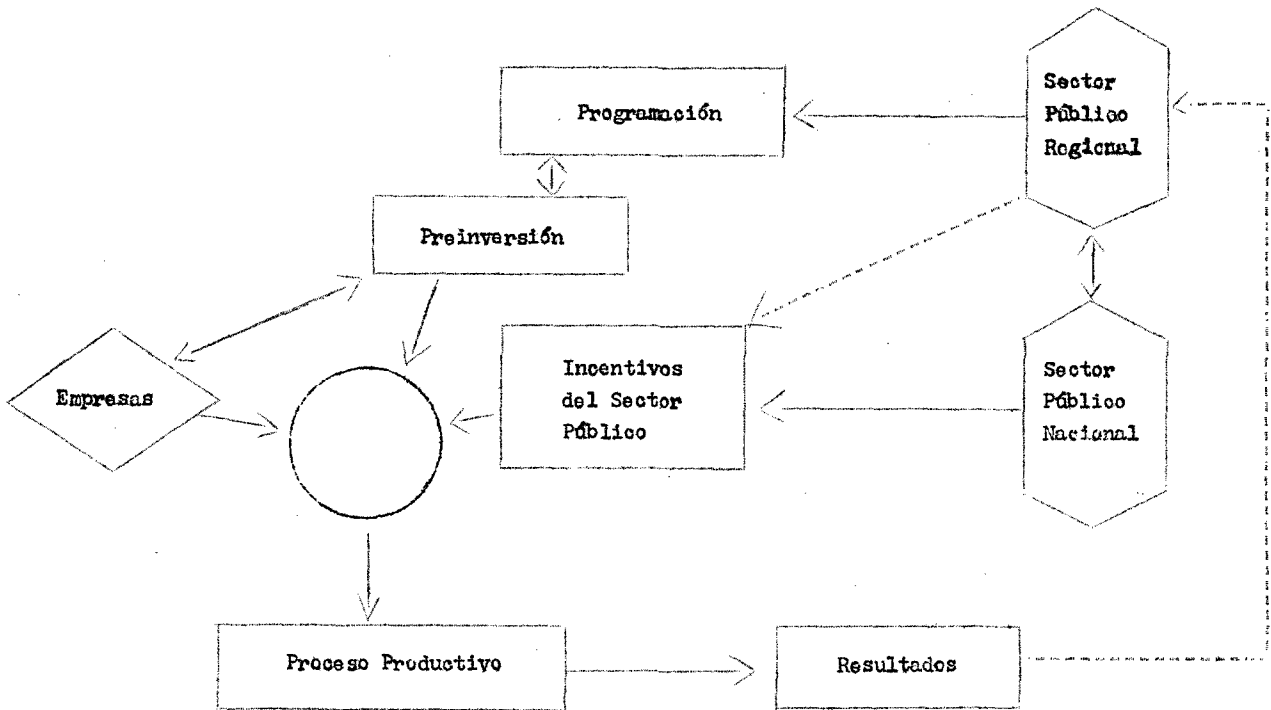 Programación
Sector
Público
Regional
Preinversión
Empresas
Incentivos
del Sector
Público
Sector
Público
Nacional
Proceso Productivo
Resultados